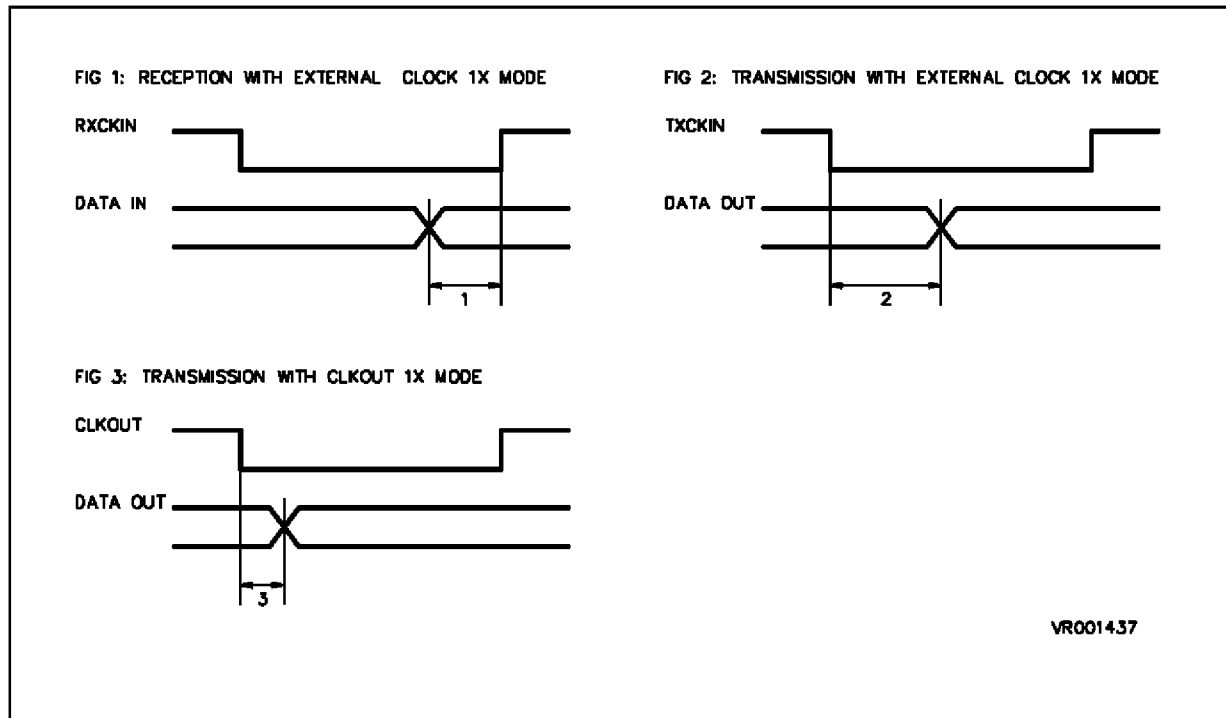 FIG 1: RECEPTION WITH EXTERNAL CLOCK 1X MODE
RXCKIN
DATA IN
1
FIG 2: TRANSMISSION WITH EXTERNAL CLOCK 1X MODE
TXCKIN
DATA OUT
2
FIG 3: TRANSMISSION WITH CLKOUT 1X MODE
CLKOUT
DATA OUT
3
VR001437